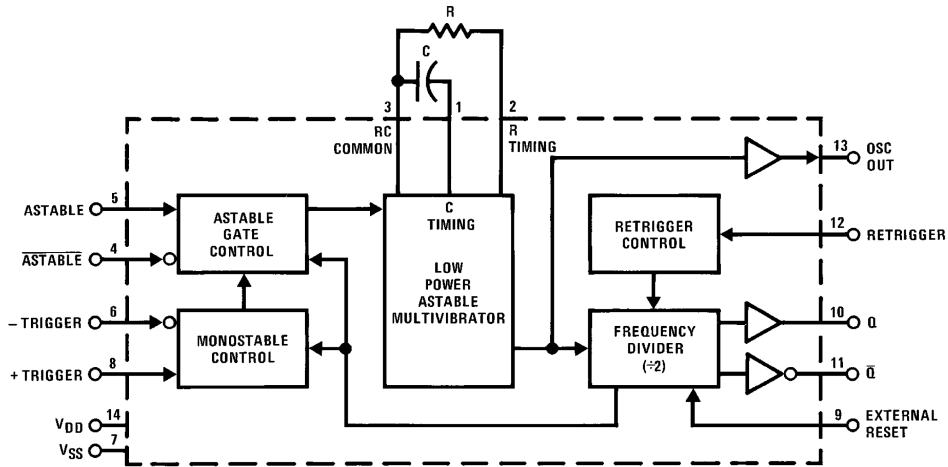 R
C
3
1
2
RC
COMMON
R
TIMING
13
OSC
OUT
5
ASTABLE
ASTABLE
GATE
CONTROL
C
TIMING
RETRIGGER
CONTROL
12
RETRIGGER
4
A̅S̅T̅A̅B̅L̅E̅
LOW
POWER
ASTABLE
MULTIVIBRATOR
6
– TRIGGER
MONOSTABLE
CONTROL
FREQUENCY
DIVIDER
(÷2)
10
Q
8
+ TRIGGER
11
Q̅
14
VDD
7
VSS
9
EXTERNAL
RESET